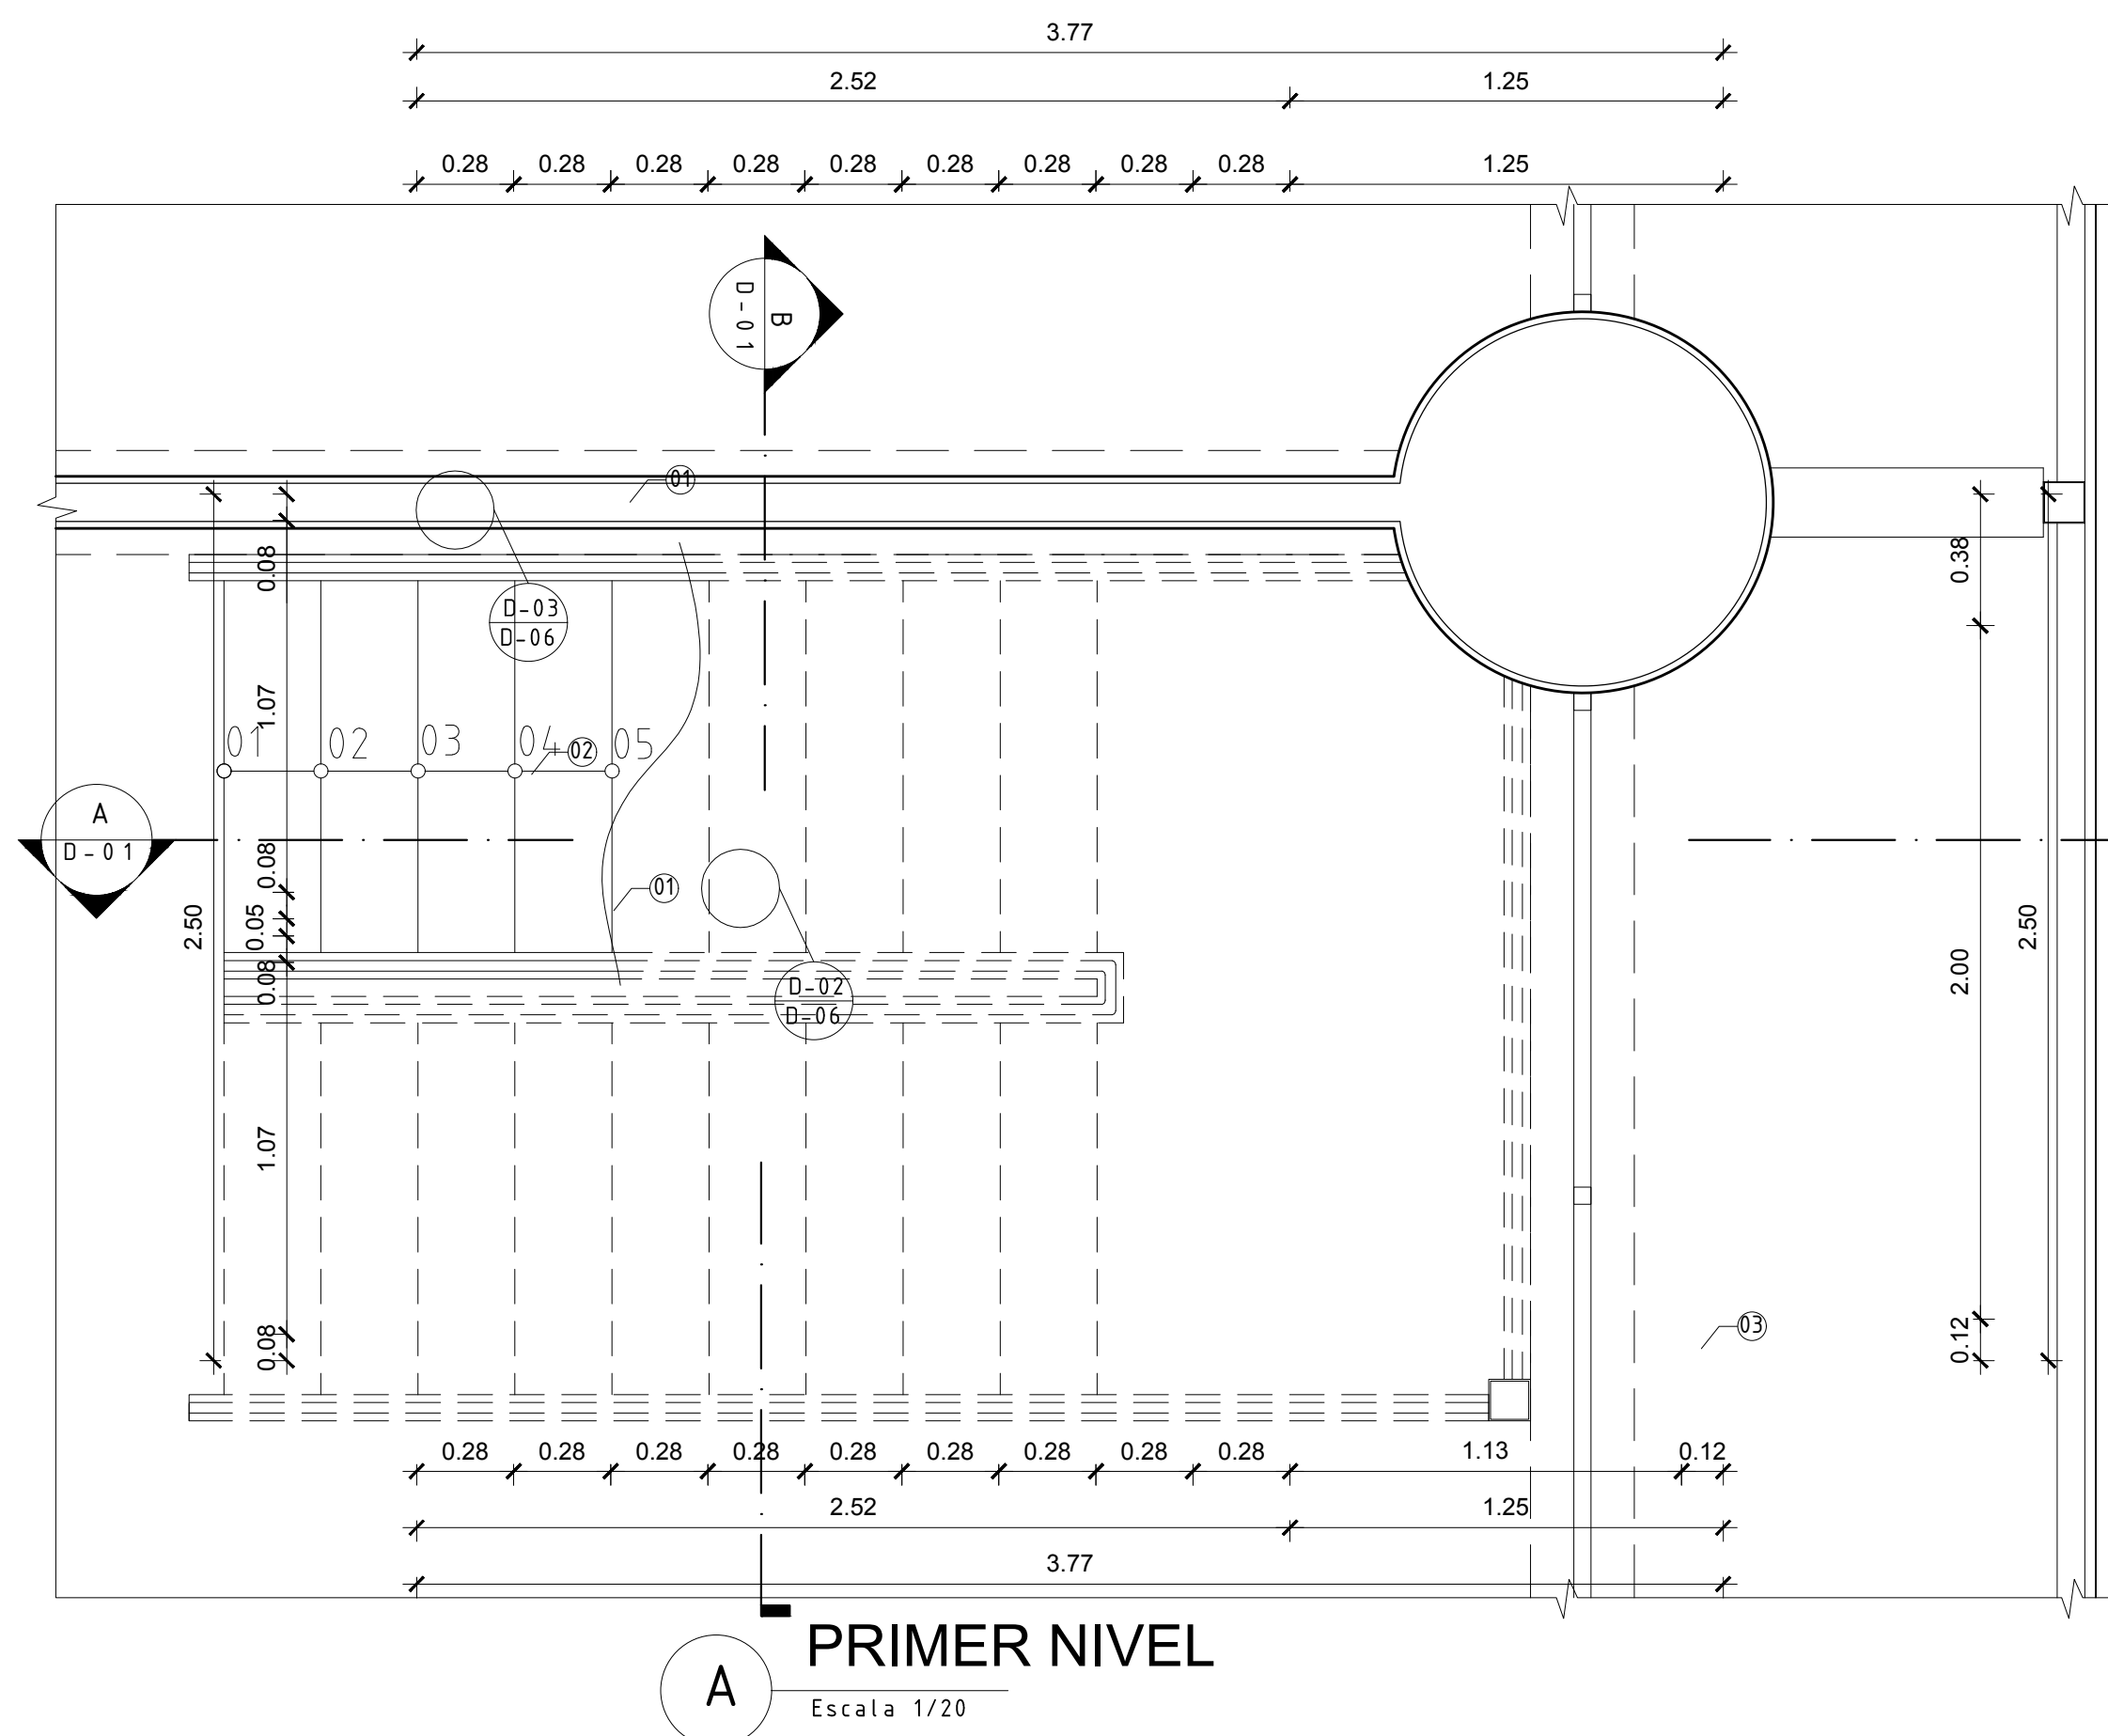 3.77
2.52 1.25
0.28 0.28 0.28 0.28 0.28 0.28 0.28 0.28 0.28 1.25
B
D-01
01
0.08
0.38
D-03
D-06
1.07
01 02 03 04 05
02
A
D-01
0.08
01
2.50
0.05
2.50
2.00
0.08
D-02
D-06
1.07
0.08
0.12
03
0.28 0.28 0.28 0.28 0.28 0.28 0.28 0.28 0.28 1.13 0.12
2.52 1.25
3.77
PRIMER NIVEL
A
Escala 1/20